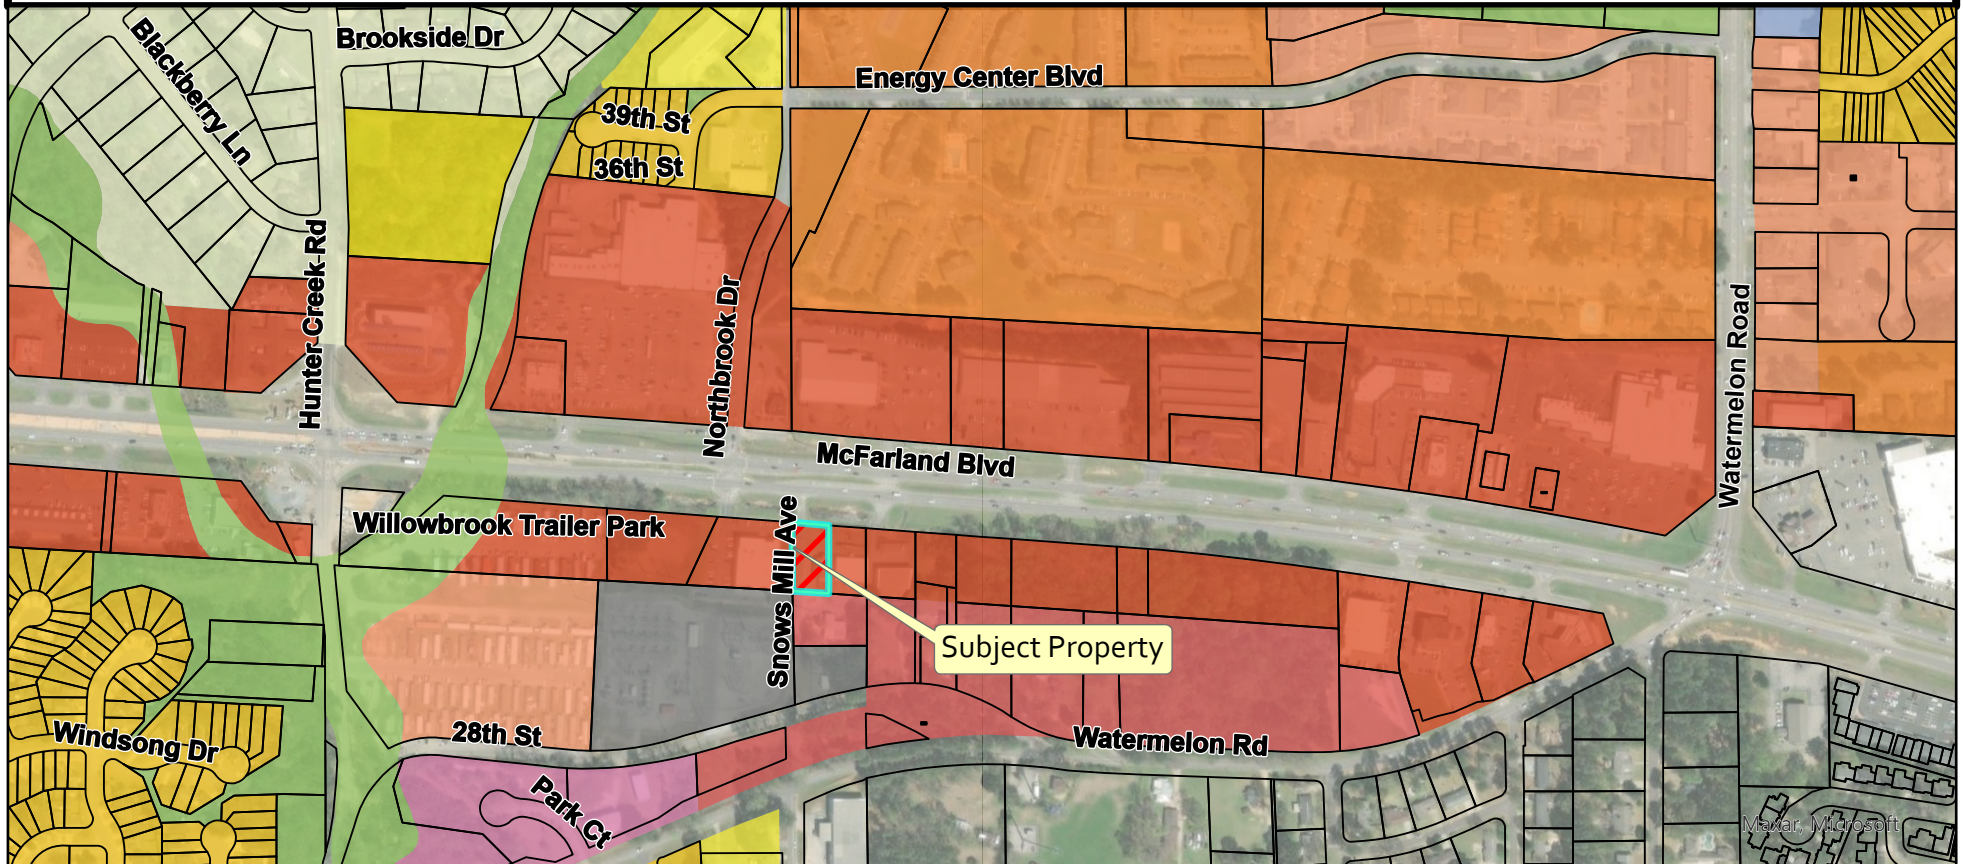 Brookside Dr
Blackberry Ln
Energy Center Blvd
39th St
36th St
Hunter Creek Rd
Northbrook Dr
Watermelon Road
McFarland Blvd
Willowbrook Trailer Park
Snows Mill Ave
Subject Property
28th St
Windsong Dr
Watermelon Rd
Park Ct
Maxar, Microsoft